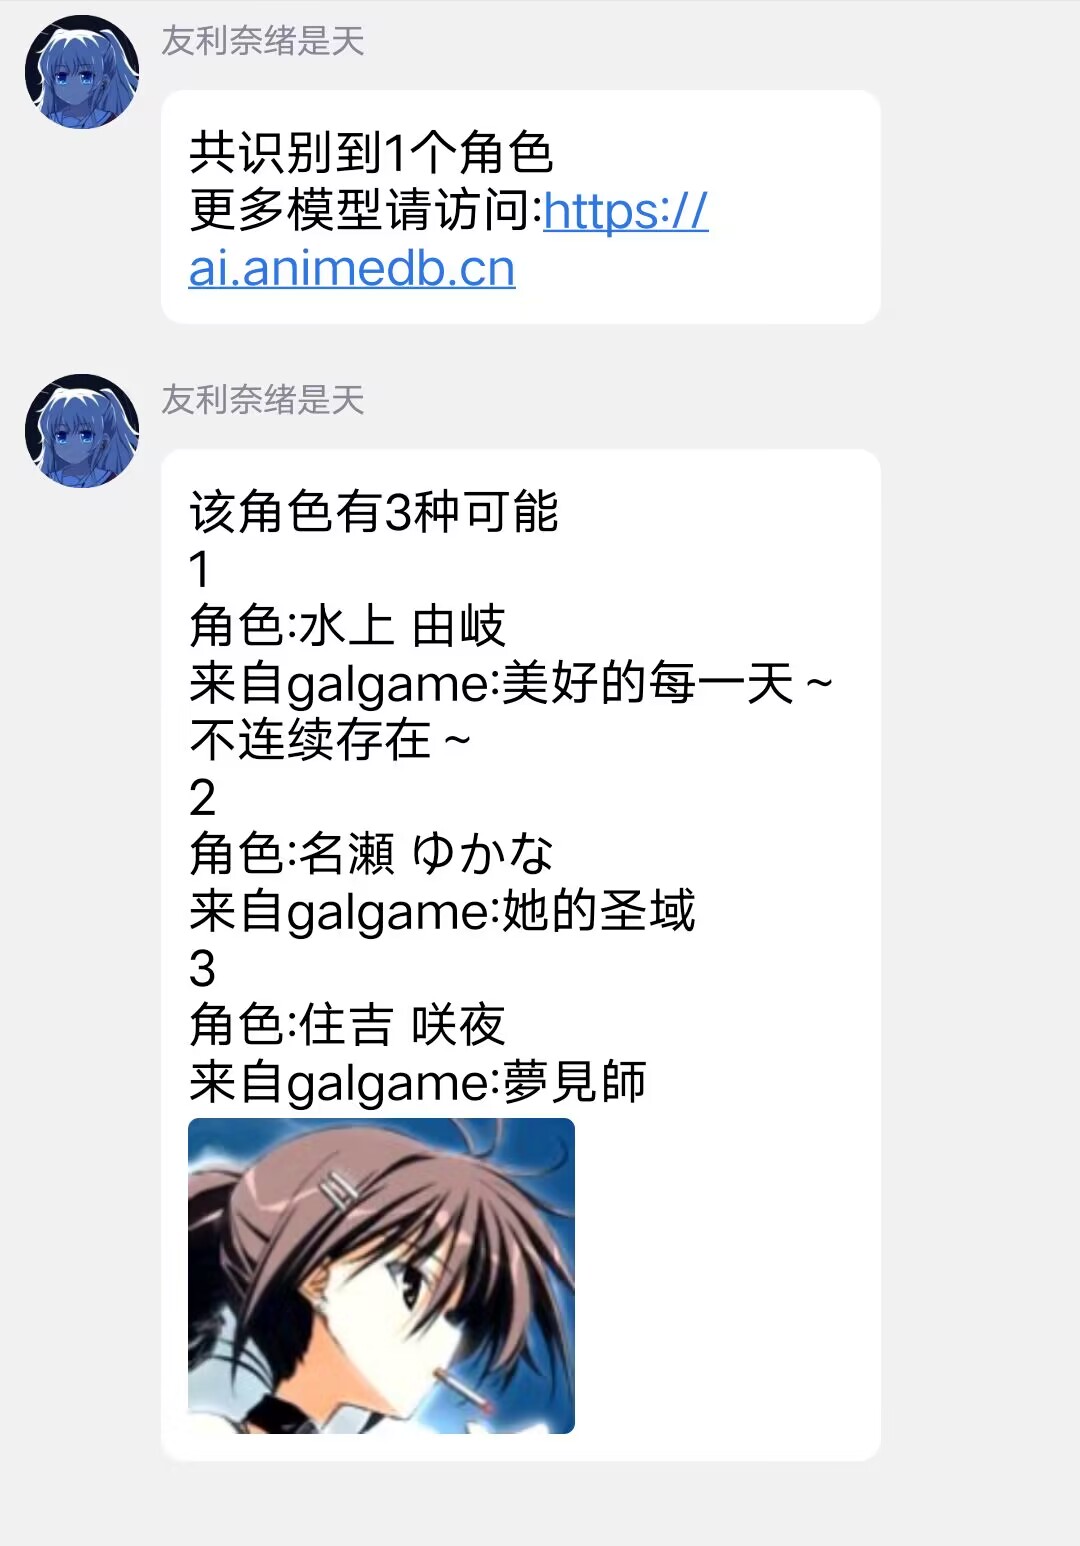 友利奈绪是天
共识别到1个角色
更多模型请访问:https://
ai.animedb.cn
友利奈绪是天
该角色有3种可能
1
角色:水上 由岐
来自galgame:美好的每一天～
不连续存在～
2
角色:名瀬 ゆかな
来自galgame:她的圣域
3
角色:住吉 咲夜
来自galgame:夢見師